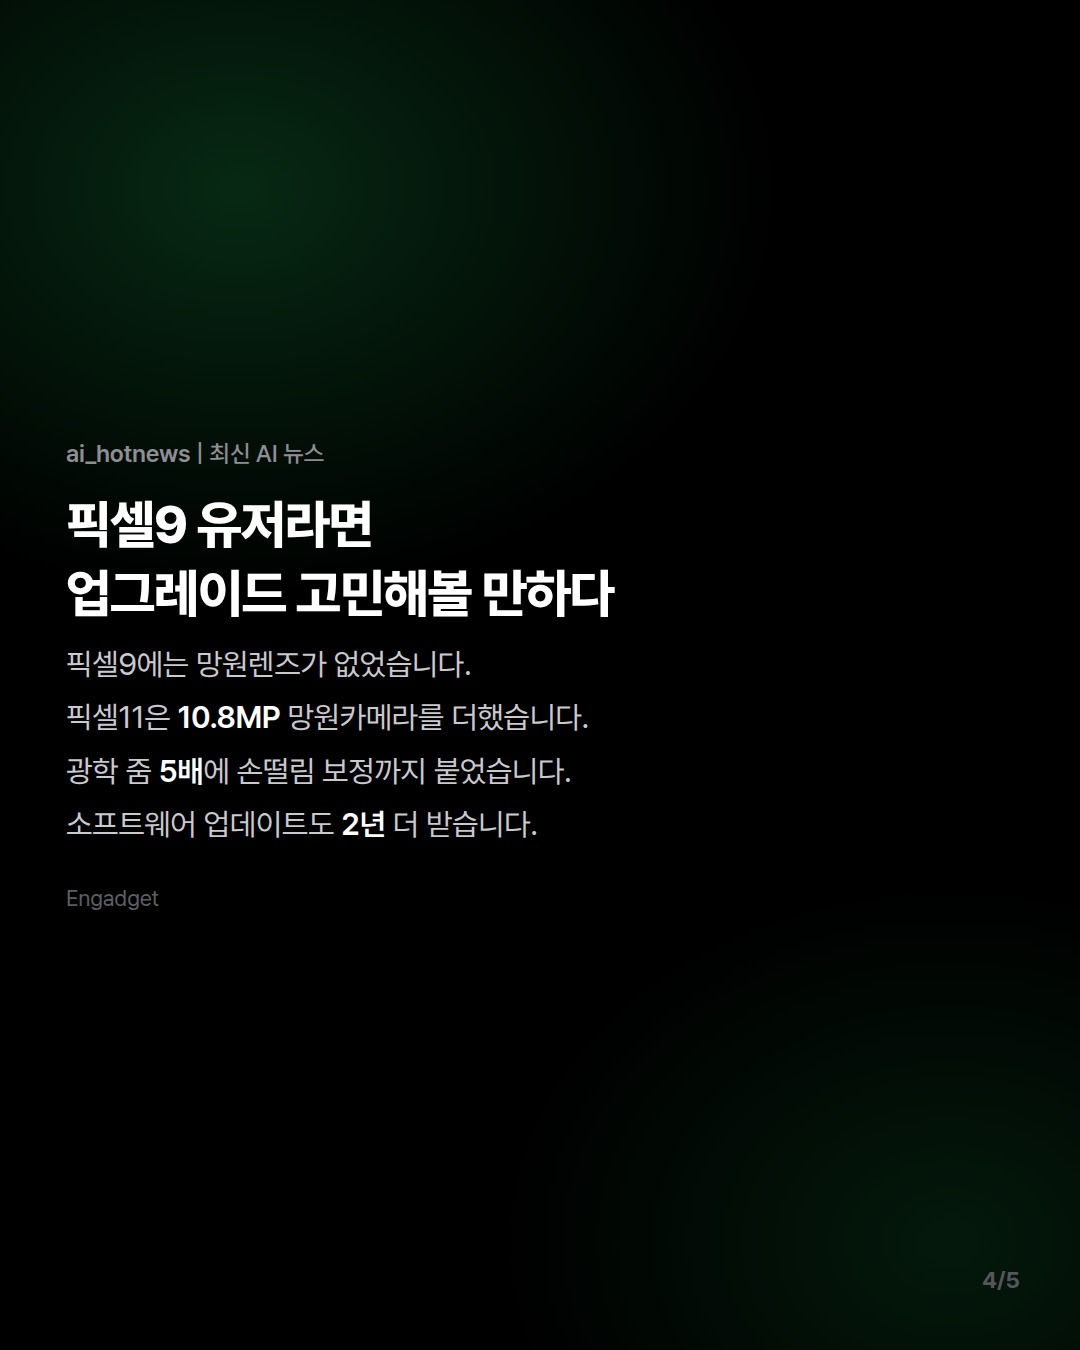 ai_hotnews | 최신 AI 뉴스
픽셀9 유저라면
업그레이드 고민해볼 만하다
픽셀9에는 망원렌즈가 없었습니다.
픽셀11은 10.8MP 망원카메라를 더했습니다.
광학 줌 5배에 손떨림 보정까지 붙었습니다.
소프트웨어 업데이트도 2년 더 받습니다.
Engadget
4/5